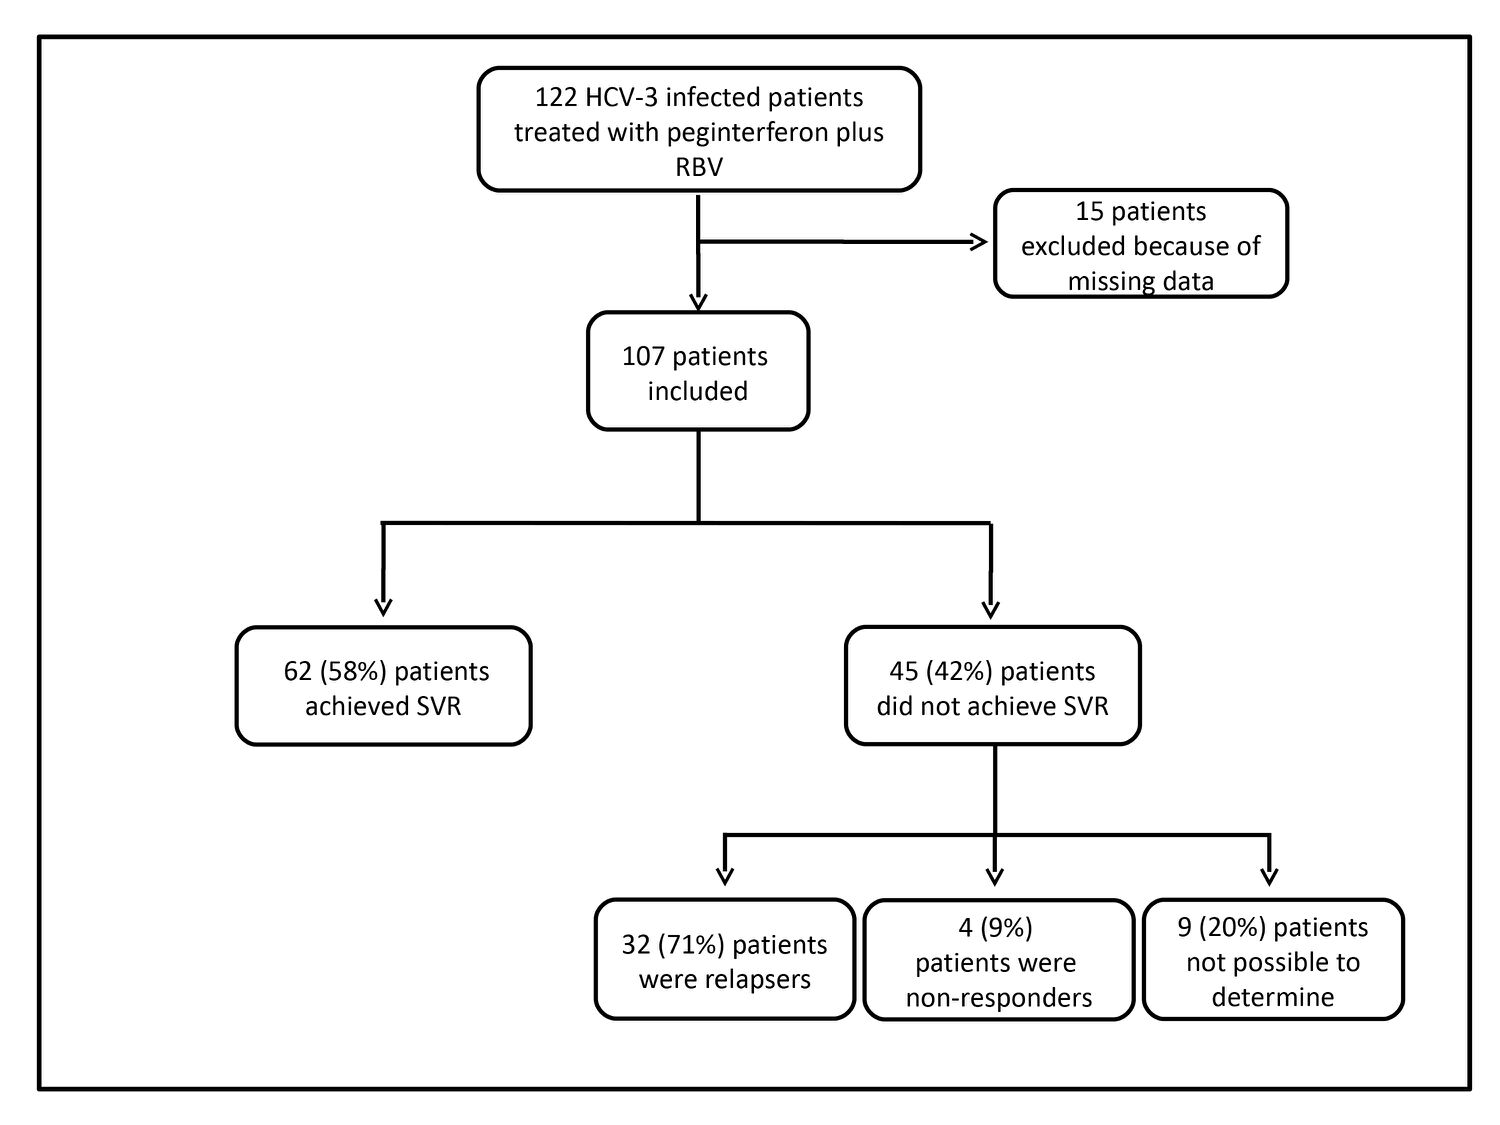 122 HCV-3 infected patients
treated with peginterferon plus
RBV
15 patients
excluded because of
missing data
107 patients
included
62 (58%) patients
achieved SVR
45 (42%) patients
did not achieve SVR
32 (71%) patients
were relapsers
4 (9%)
patients were
non-responders
9 (20%) patients
not possible to
determine